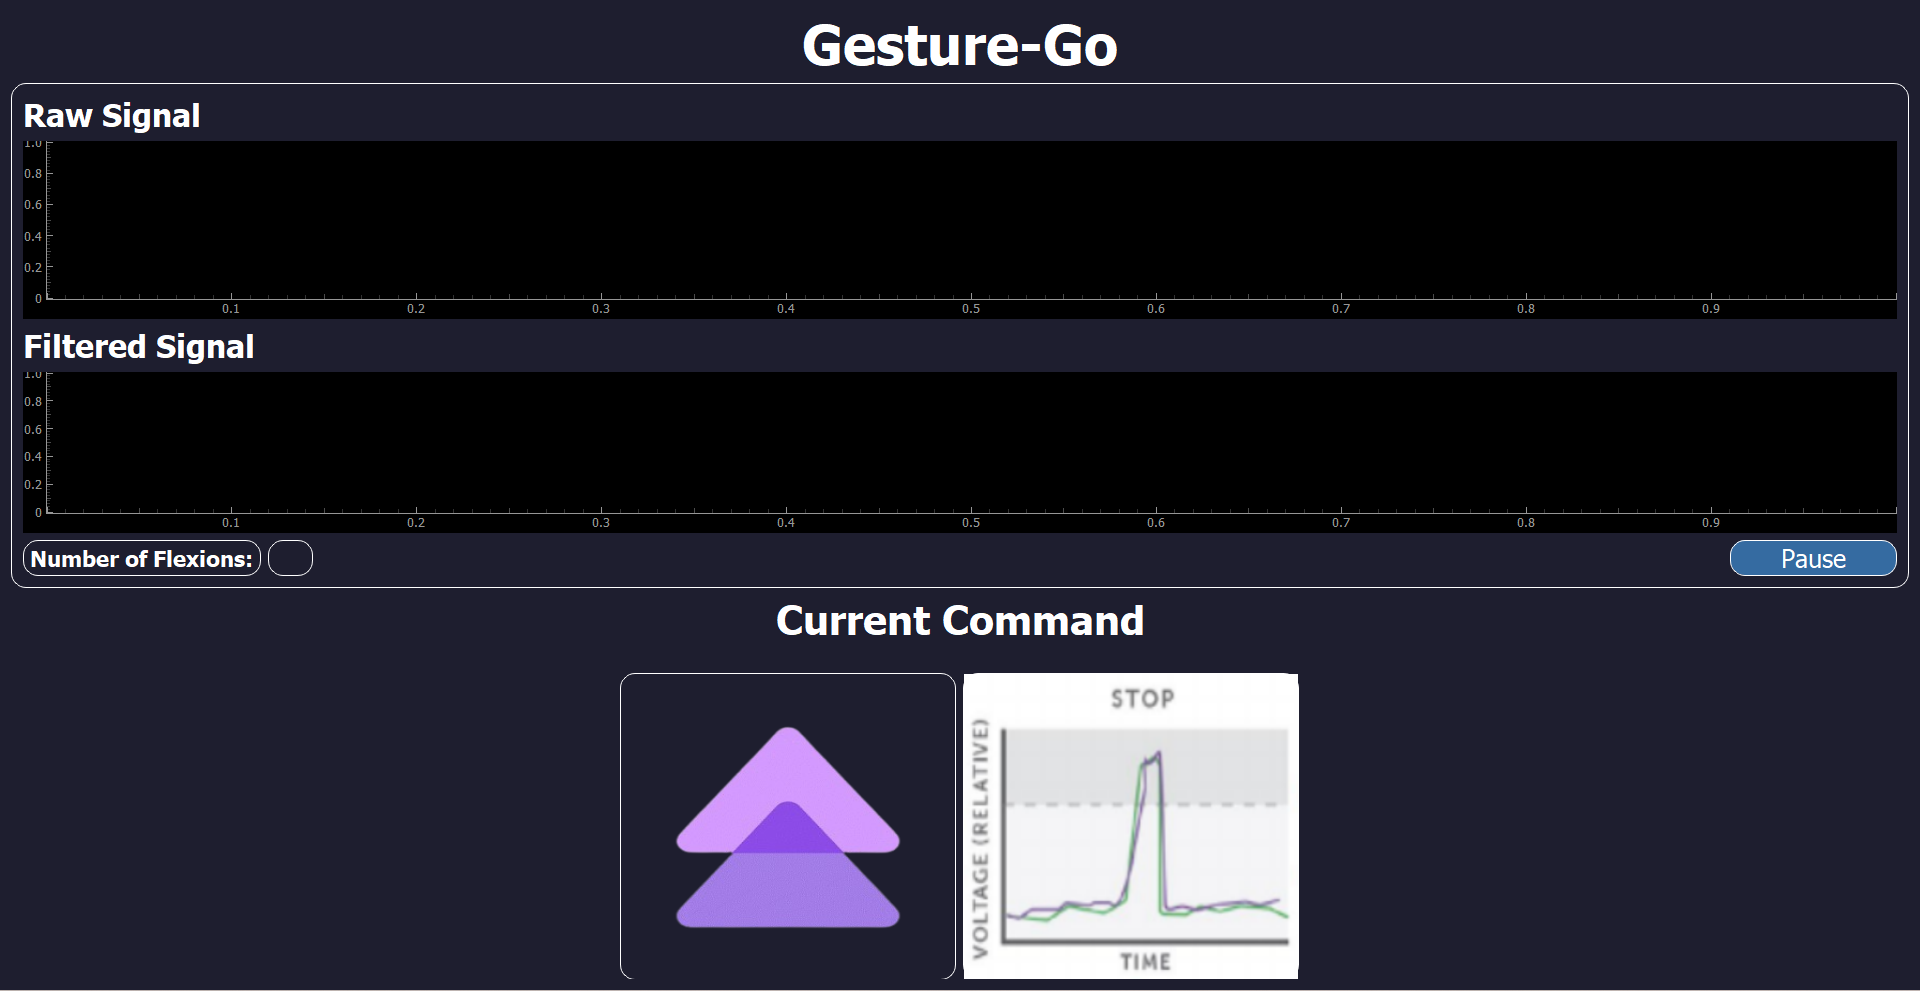 Gesture-Go
Raw Signal
1.0
0.8
0.6
0.4
0.2
0
0.1 0.2 0.3 0.4 0.5 0.6 0.7 0.8 0.9
Filtered Signal
1.0
0.8
0.6
0.4
0.2
0
0.1 0.2 0.3 0.4 0.5 0.6 0.7 0.8 0.9
Number of Flexions:
Pause
Current Command
STOP
VOLTAGE (RELATIVE)
TIME